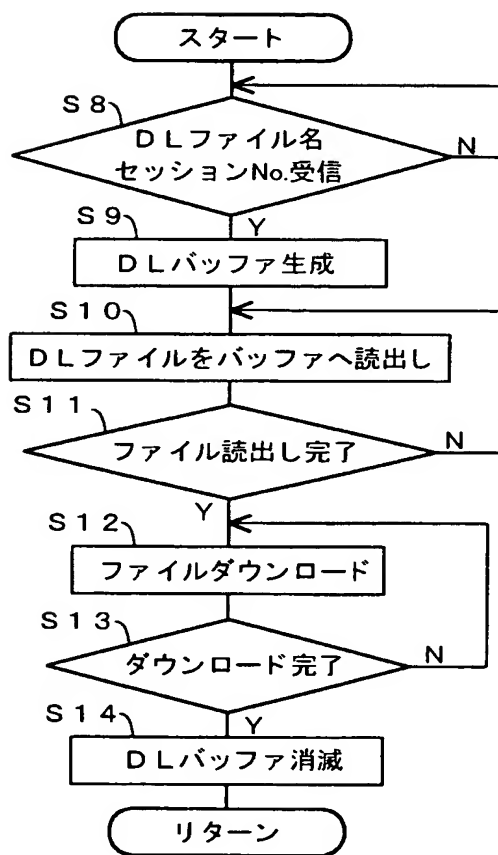 スタート
S8
DLファイル名
セッションNo.受信
N
Y
S9
DLバッファ生成
S10
DLファイルをバッファへ読出し
S11
ファイル読出し完了
N
Y
S12
ファイルダウンロード
S13
ダウンロード完了
N
Y
S14
DLバッファ消滅
リターン